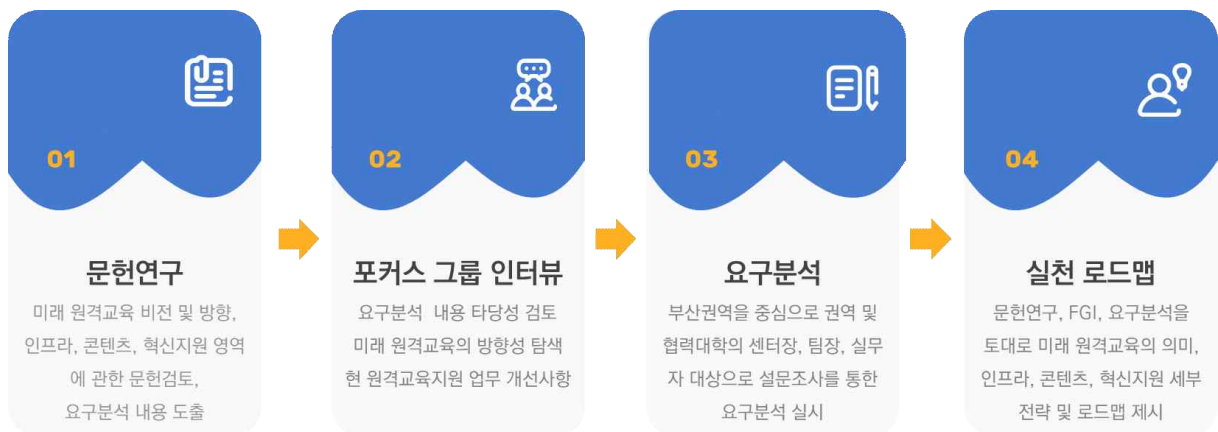 01
문헌연구
미래 원격교육 비전 및 방향,
인프라, 콘텐츠, 혁신지원 영역
에 관한 문헌검토,
요구분석 내용 도출
02
포커스 그룹 인터뷰
요구분석 내용 타당성 검토
미래 원격교육의 방향성 탐색
현 원격교육지원 업무 개선사항
03
요구분석
부산권역을 중심으로 권역 및
협력대학의 센터장, 팀장, 실무
자 대상으로 설문조사를 통한
요구분석 실시
04
실천 로드맵
문헌연구, FGI, 요구분석을
토대로 미래 원격교육의 의미,
인프라, 콘텐츠, 혁신지원 세부
전략 및 로드맵 제시